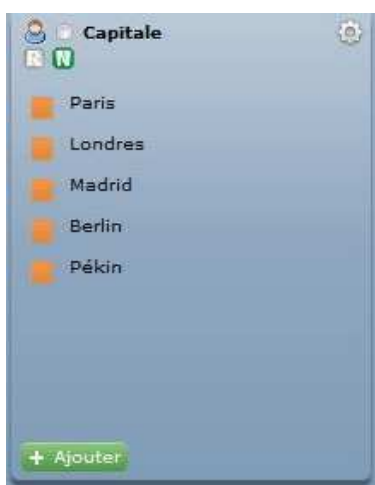 Capitale
R N
Paris
Londres
Madrid
Berlin
Pékin
+ Ajouter